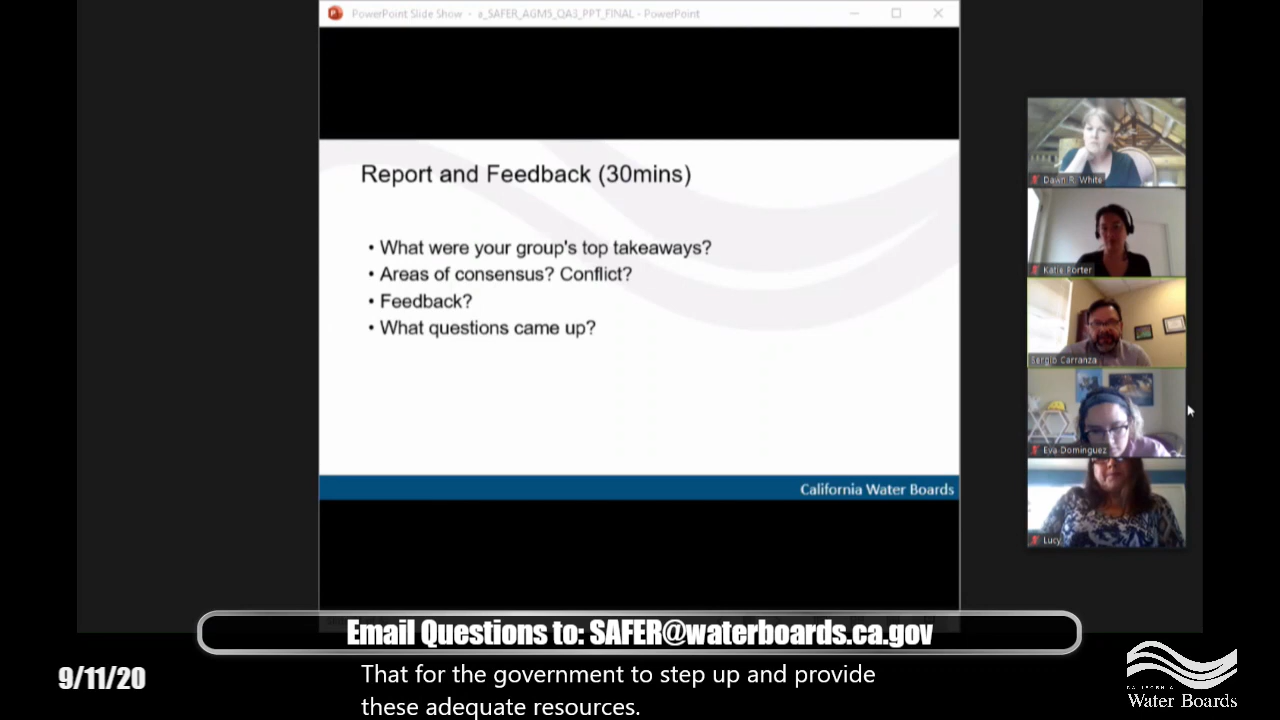 PowerPoint Slide Show - a_SAFER_AGM5_QA3_PPT_FINAL - PowerPoint
Report and Feedback (30mins)
• What were your group's top takeaways?
• Areas of consensus? Conflict?
• Feedback?
• What questions came up?
California Water Boards
Dawn R. White
Katie Porter
Sergio Carranza
Eva Dominguez
Lucy
Email Questions to: SAFER@waterboards.ca.gov
9/11/20
That for the government to step up and provide
these adequate resources.
CALIFORNIA
Water Boards